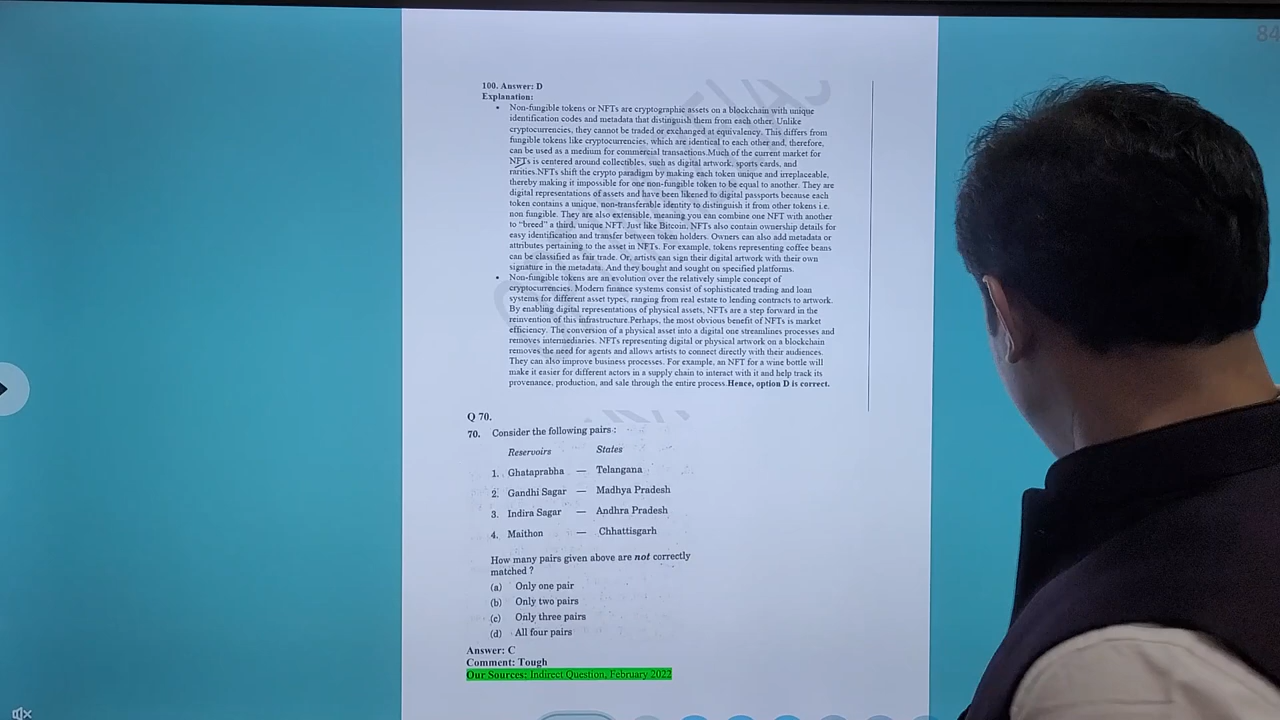 84
100. Answer: D
Explanation:
• Non-fungible tokens or NFTs are cryptographic assets on a blockchain with unique
identification codes and metadata that distinguish them from each other. Unlike
cryptocurrencies, they cannot be traded or exchanged at equivalency. This differs from
fungible tokens like cryptocurrencies, which are identical to each other and, therefore,
can be used as a medium for commercial transactions.Much of the current market for
NFTs is centered around collectibles, such as digital artwork, sports cards, and
rarities.NFTs shift the crypto paradigm by making each token unique and irreplaceable,
thereby making it impossible for one non-fungible token to be equal to another. They are
digital representations of assets and have been likened to digital passports because each
token contains a unique, non-transferable identity to distinguish it from other tokens i.e.
non fungible. They are also extensible, meaning you can combine one NFT with another
to “breed” a third, unique NFT. Just like Bitcoin, NFTs also contain ownership details for
easy identification and transfer between token holders. Owners can also add metadata or
attributes pertaining to the asset in NFTs. For example, tokens representing coffee beans
can be classified as fair trade. Or, artists can sign their digital artwork with their own
signature in the metadata. And they bought and sought on specified platforms.
• Non-fungible tokens are an evolution over the relatively simple concept of
cryptocurrencies. Modern finance systems consist of sophisticated trading and loan
systems for different asset types, ranging from real estate to lending contracts to artwork.
By enabling digital representations of physical assets, NFTs are a step forward in the
reinvention of this infrastructure.Perhaps, the most obvious benefit of NFTs is market
efficiency. The conversion of a physical asset into a digital one streamlines processes and
removes intermediaries. NFTs representing digital or physical artwork on a blockchain
removes the need for agents and allows artists to connect directly with their audiences.
They can also improve business processes. For example, an NFT for a wine bottle will
make it easier for different actors in a supply chain to interact with it and help track its
provenance, production, and sale through the entire process.Hence, option D is correct.
Q 70.
70. Consider the following pairs :
Reservoirs States
1. Ghataprabha — Telangana
2. Gandhi Sagar — Madhya Pradesh
3. Indira Sagar — Andhra Pradesh
4. Maithon — Chhattisgarh
How many pairs given above are not correctly
matched ?
(a) Only one pair
(b) Only two pairs
(c) Only three pairs
(d) All four pairs
Answer: C
Comment: Tough
Our Sources: Indirect Question, February 2022